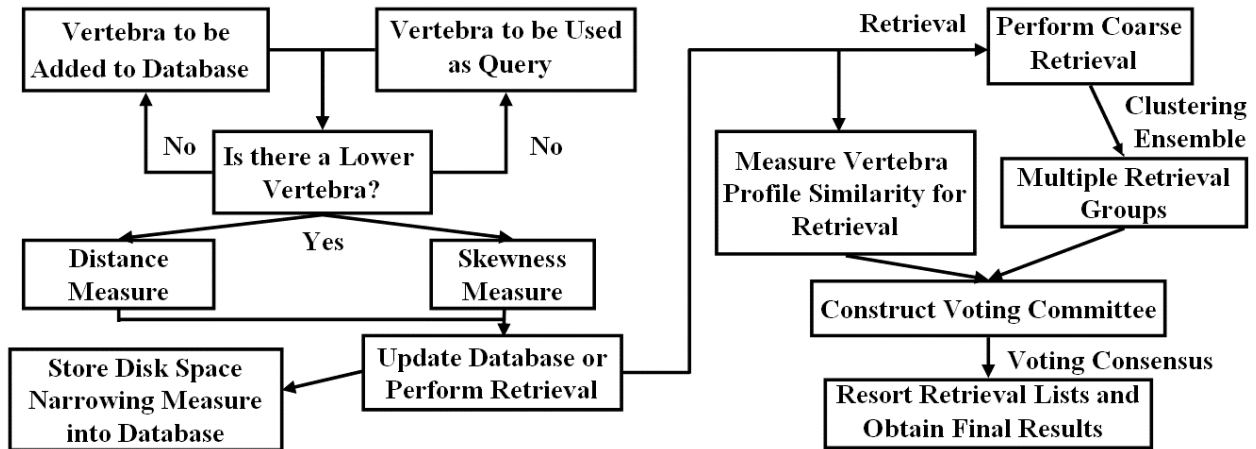 Vertebra to be
Added to Database
Vertebra to be Used
as Query
No
No
Is there a Lower
Vertebra?
Yes
Distance
Measure
Skewness
Measure
Update Database or
Perform Retrieval
Store Disk Space
Narrowing Measure
into Database
Retrieval
Perform Coarse
Retrieval
Clustering
Ensemble
Measure Vertebra
Profile Similarity for
Retrieval
Multiple Retrieval
Groups
Construct Voting Committee
Voting Consensus
Resort Retrieval Lists and
Obtain Final Results